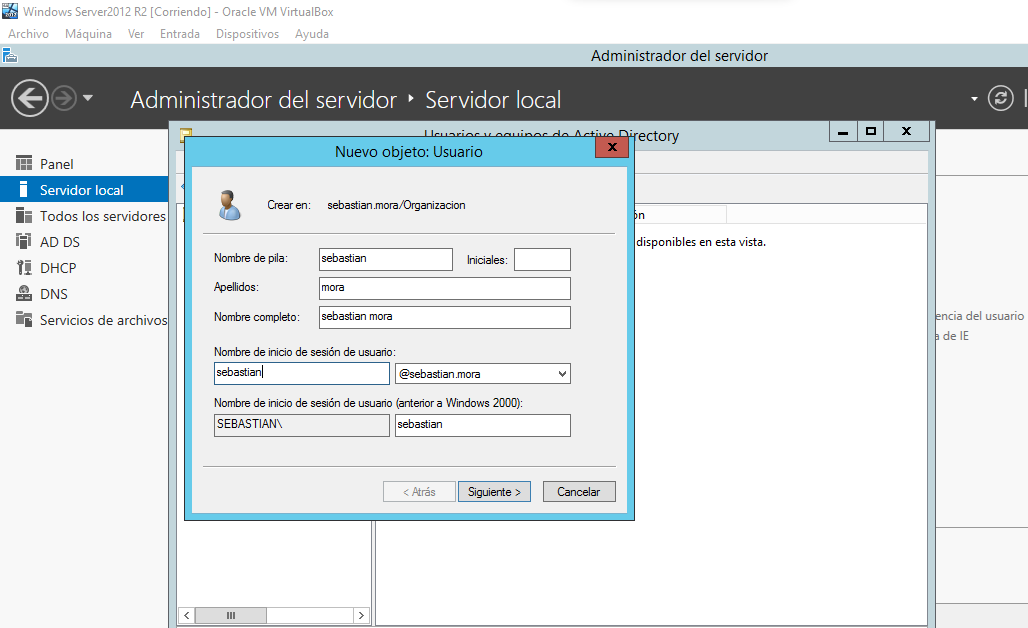 Windows Server2012 R2 [Corriendo] - Oracle VM VirtualBox
Archivo Máquina Ver Entrada Dispositivos Ayuda
Administrador del servidor
Administrador del servidor Servidor local
Usuarios y equipos de Active Directory
Nuevo objeto: Usuario
Panel
Servidor local
Todos los servidores
AD DS
DHCP
DNS
Servicios de archivos
Crear en: sebastian.mora/Organizacion
disponibles en esta vista.
Nombre de pila: sebastian Iniciales:
Apellidos: mora
Nombre completo: sebastian mora
encia del usuario
a de IE
Nombre de inicio de sesión de usuario:
sebastian @sebastian.mora
Nombre de inicio de sesión de usuario (anterior a Windows 2000):
SEBASTIAN\ sebastian
< Atrás Siguiente > Cancelar